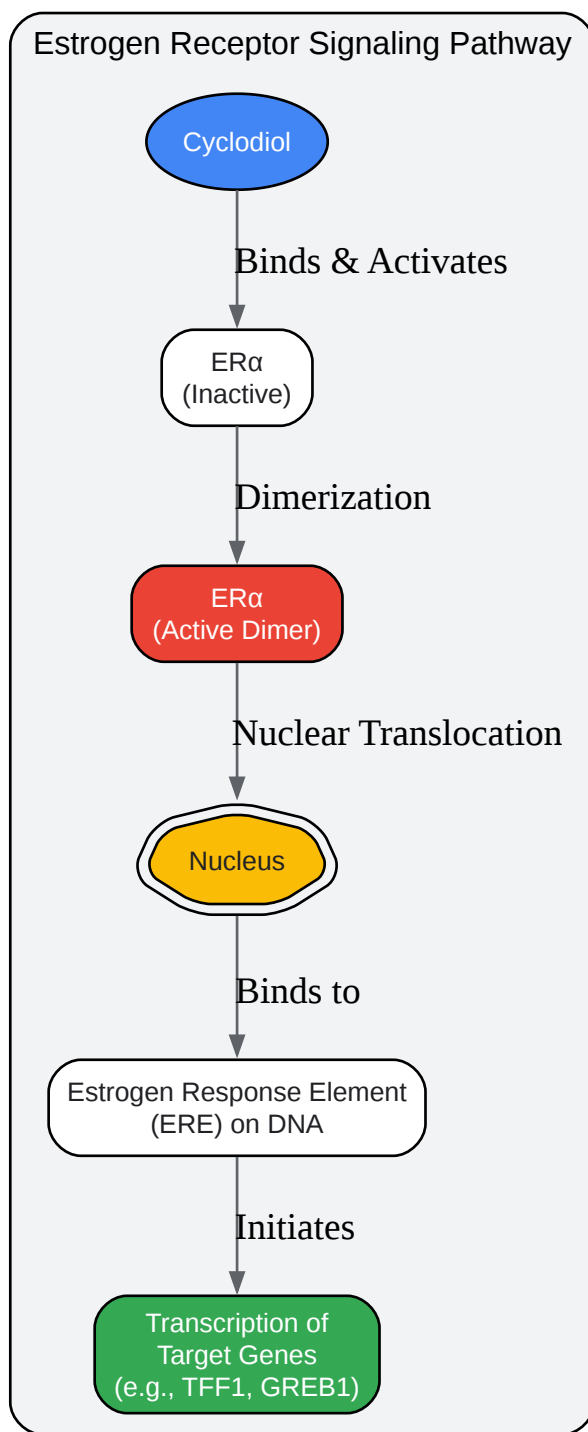 Estrogen Receptor Signaling Pathway
Cyclodiol
Binds & Activates
ERα
(Inactive)
Dimerization
ERα
(Active Dimer)
Nuclear Translocation
Nucleus
Binds to
Estrogen Response Element
(ERE) on DNA
Initiates
Transcription of
Target Genes
(e.g., TFF1, GREB1)